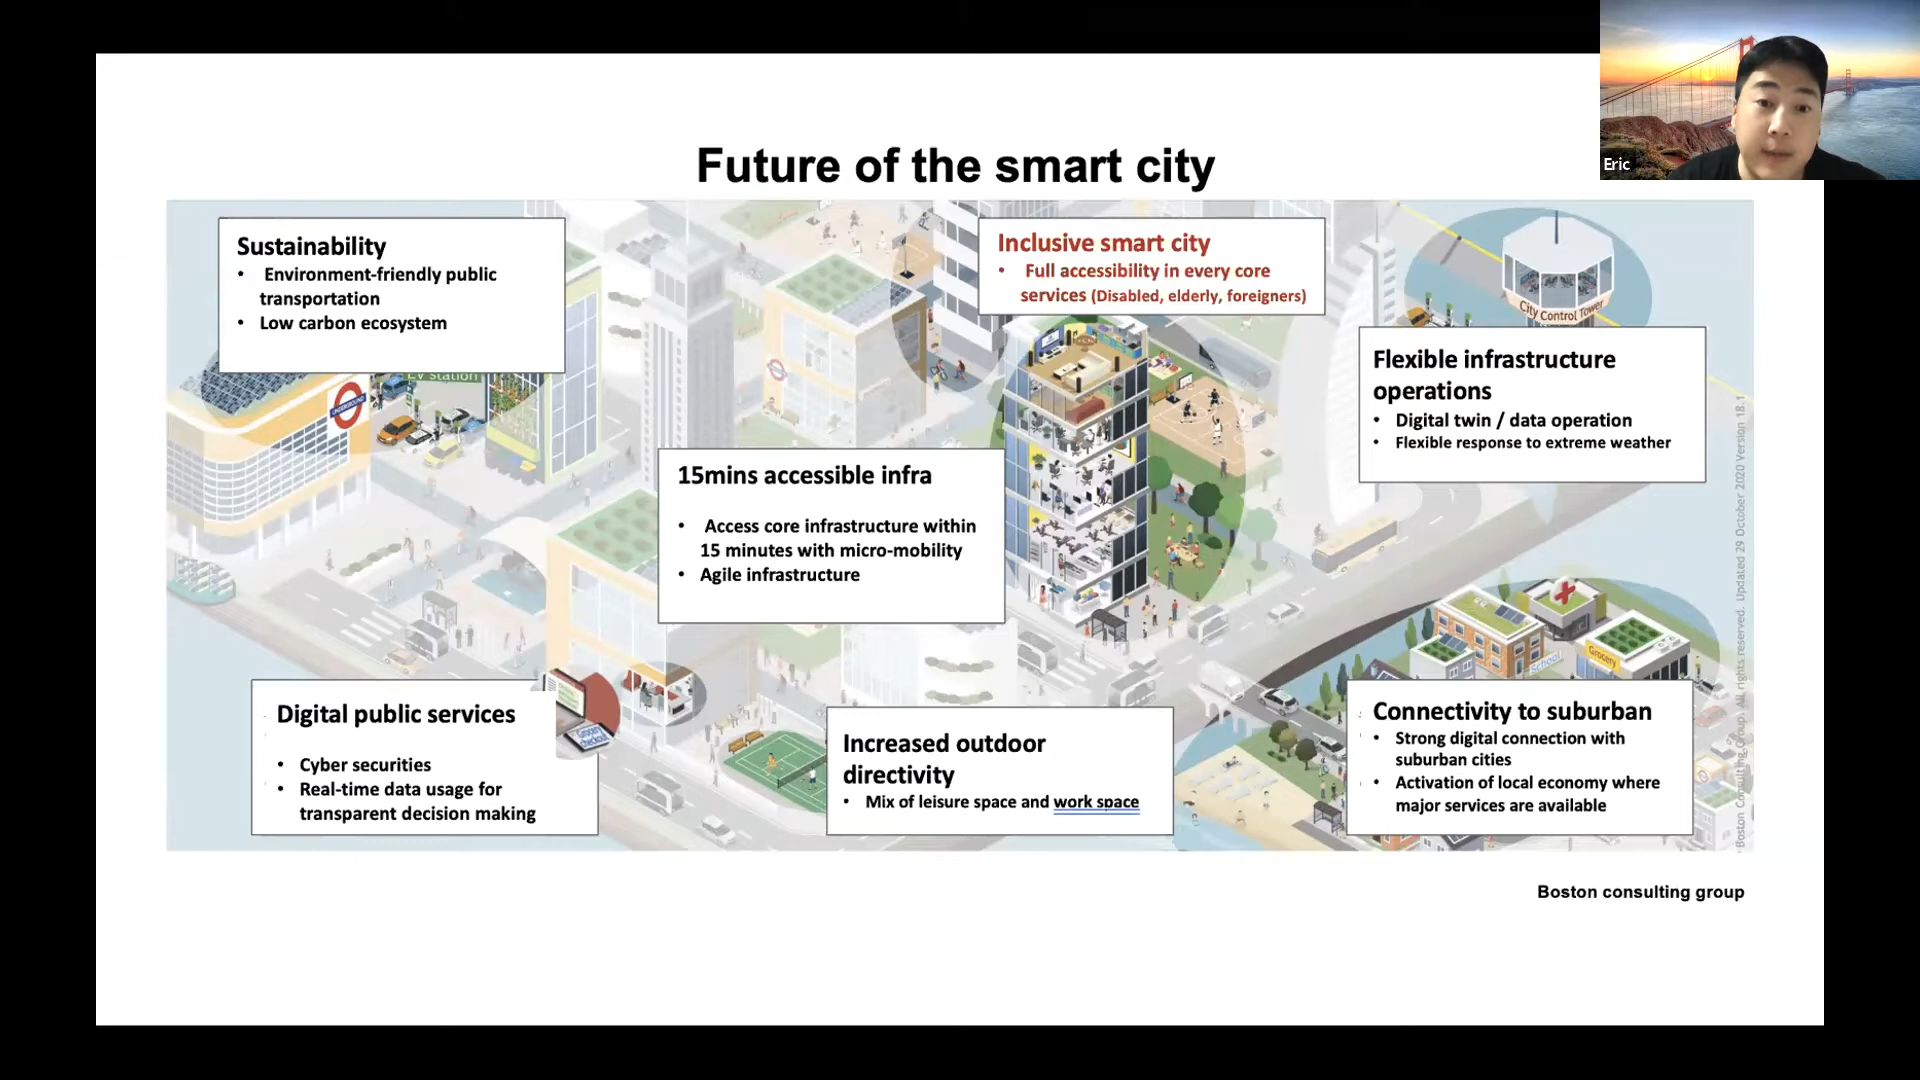 Eric
Future of the smart city
Sustainability
• Environment-friendly public
transportation
• Low carbon ecosystem
Inclusive smart city
• Full accessibility in every core
services (Disabled, elderly, foreigners)
City Control Tower
Flexible infrastructure
operations
• Digital twin / data operation
• Flexible response to extreme weather
EV Station
UNDERGROUND
15mins accessible infra
• Access core infrastructure within
15 minutes with micro-mobility
• Agile infrastructure
School
Grocery
Digital public services
• Cyber securities
• Real-time data usage for
transparent decision making
Increased outdoor
directivity
• Mix of leisure space and work space
Connectivity to suburban
• Strong digital connection with
suburban cities
• Activation of local economy where
major services are available
Boston Consulting Group. All rights reserved. Updated 29 October 2020 Version 18.1
Boston consulting group